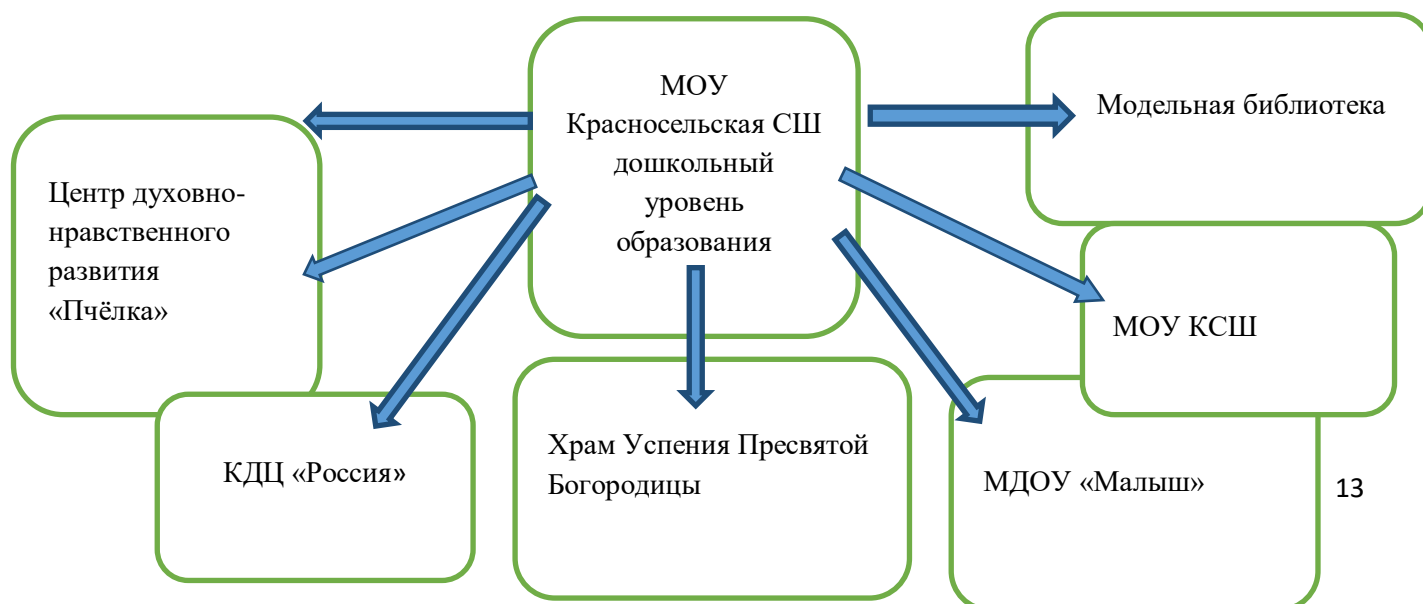 МОУ
Красносельская СШ
дошкольный
уровень
образования
Модельная библиотека
Центр духовно-
нравственного
развития
«Пчёлка»
МОУ КСШ
КДЦ «Россия»
Храм Успения Пресвятой
Богородицы
МДОУ «Малыш»
13